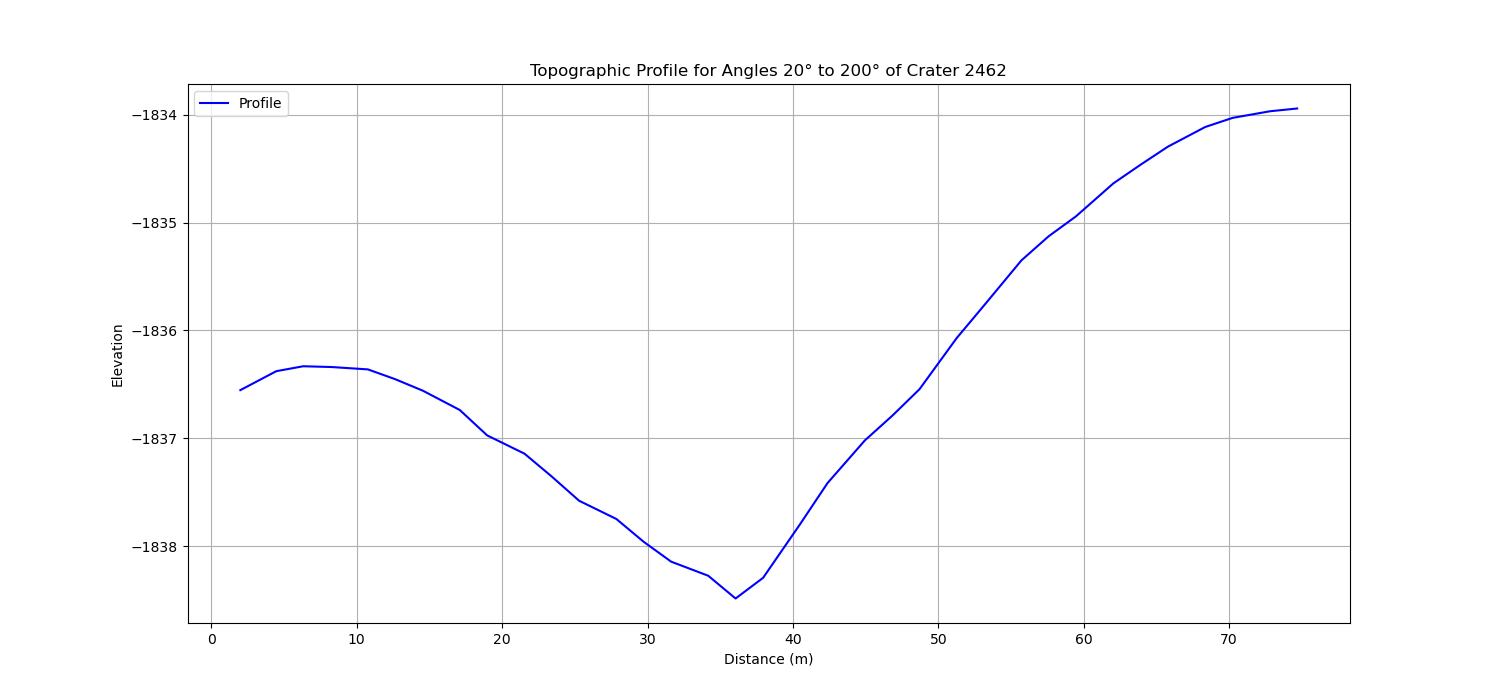 Topographic Profile for Angles 20° to 200° of Crater 2462
Profile
−1834
−1835
−1836
−1837
−1838
Elevation
0 10 20 30 40 50 60 70
Distance (m)